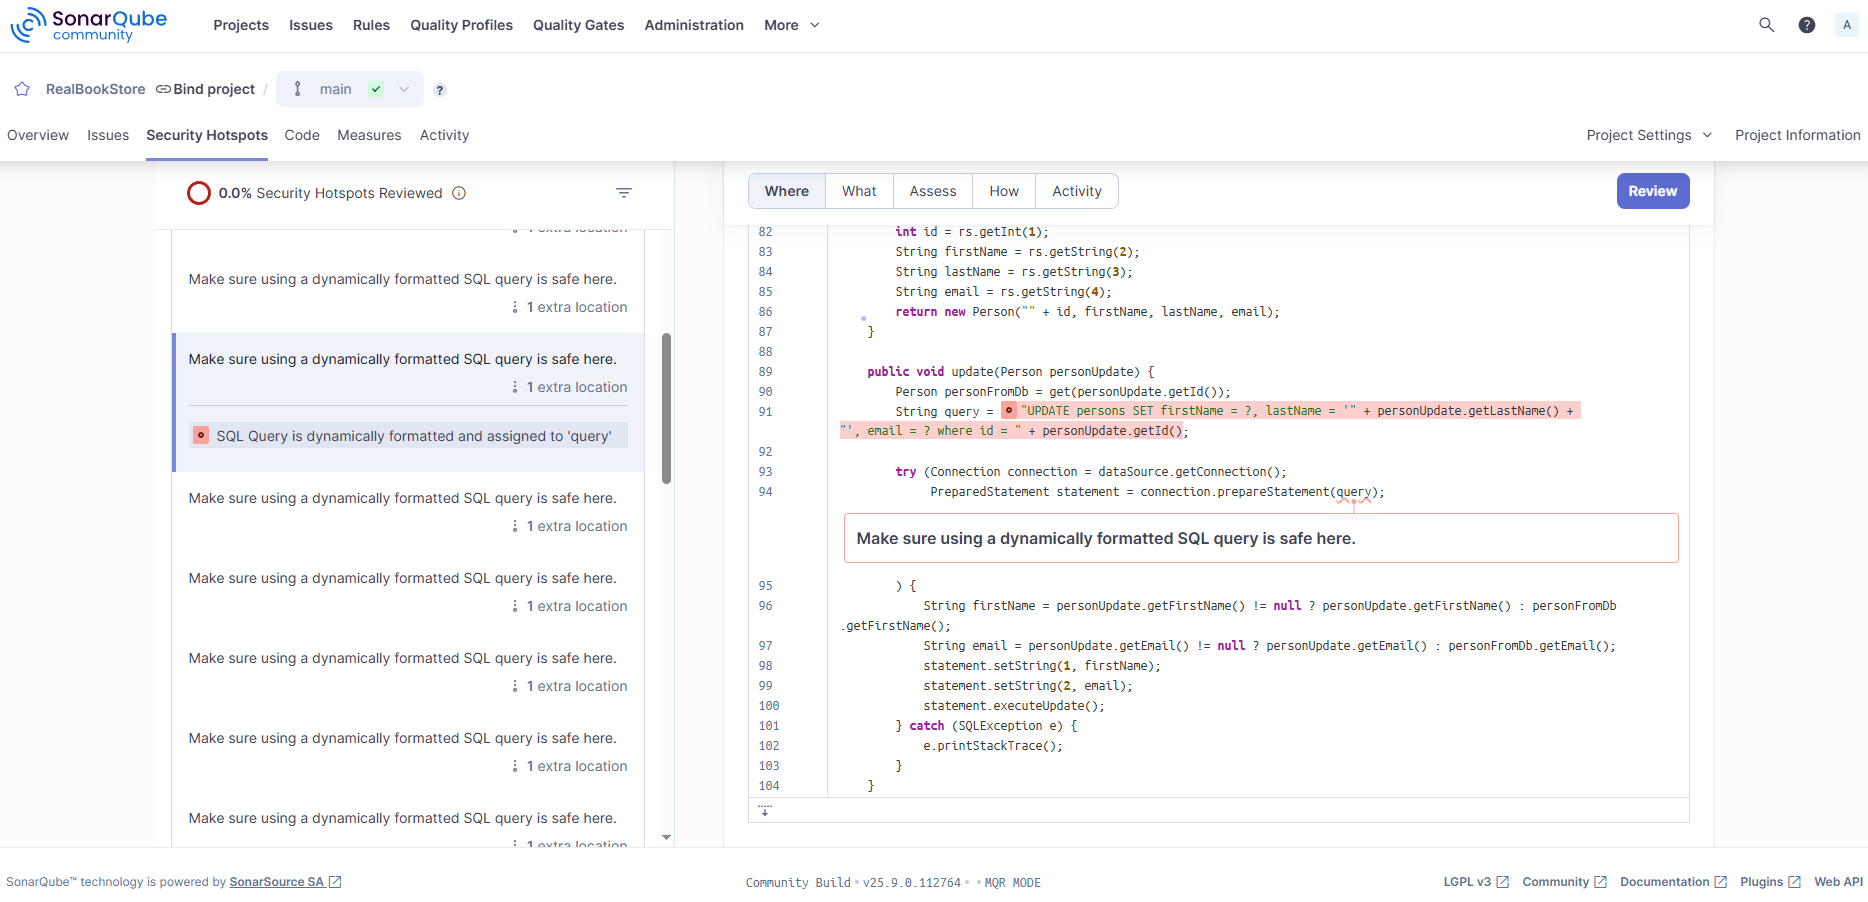 SonarQube
community
Projects Issues Rules Quality Profiles Quality Gates Administration More
? A
RealBookStore Bind project / main ?
Overview Issues Security Hotspots Code Measures Activity Project Settings Project Information
0.0% Security Hotspots Reviewed
1 extra location
Make sure using a dynamically formatted SQL query is safe here.
1 extra location
Make sure using a dynamically formatted SQL query is safe here.
1 extra location
SQL Query is dynamically formatted and assigned to 'query'
Make sure using a dynamically formatted SQL query is safe here.
1 extra location
Make sure using a dynamically formatted SQL query is safe here.
1 extra location
Make sure using a dynamically formatted SQL query is safe here.
1 extra location
Make sure using a dynamically formatted SQL query is safe here.
1 extra location
Make sure using a dynamically formatted SQL query is safe here.
1 extra location
Where What Assess How Activity Review
82 int id = rs.getInt(1);
83 String firstName = rs.getString(2);
84 String lastName = rs.getString(3);
85 String email = rs.getString(4);
86 return new Person("" + id, firstName, lastName, email);
87 }
88
89 public void update(Person personUpdate) {
90 Person personFromDb = get(personUpdate.getId());
91 String query = "UPDATE persons SET firstName = ?, lastName = '" + personUpdate.getLastName() +
"', email = ? where id = " + personUpdate.getId();
92
93 try (Connection connection = dataSource.getConnection();
94 PreparedStatement statement = connection.prepareStatement(query);
Make sure using a dynamically formatted SQL query is safe here.
95 ) {
96 String firstName = personUpdate.getFirstName() != null ? personUpdate.getFirstName() : personFromDb
.getFirstName();
97 String email = personUpdate.getEmail() != null ? personUpdate.getEmail() : personFromDb.getEmail();
98 statement.setString(1, firstName);
99 statement.setString(2, email);
100 statement.executeUpdate();
101 } catch (SQLException e) {
102 e.printStackTrace();
103 }
104 }
SonarQube™ technology is powered by SonarSource SA
Community Build • v25.9.0.112764 • • MQR MODE
LGPL v3 Community Documentation Plugins Web API